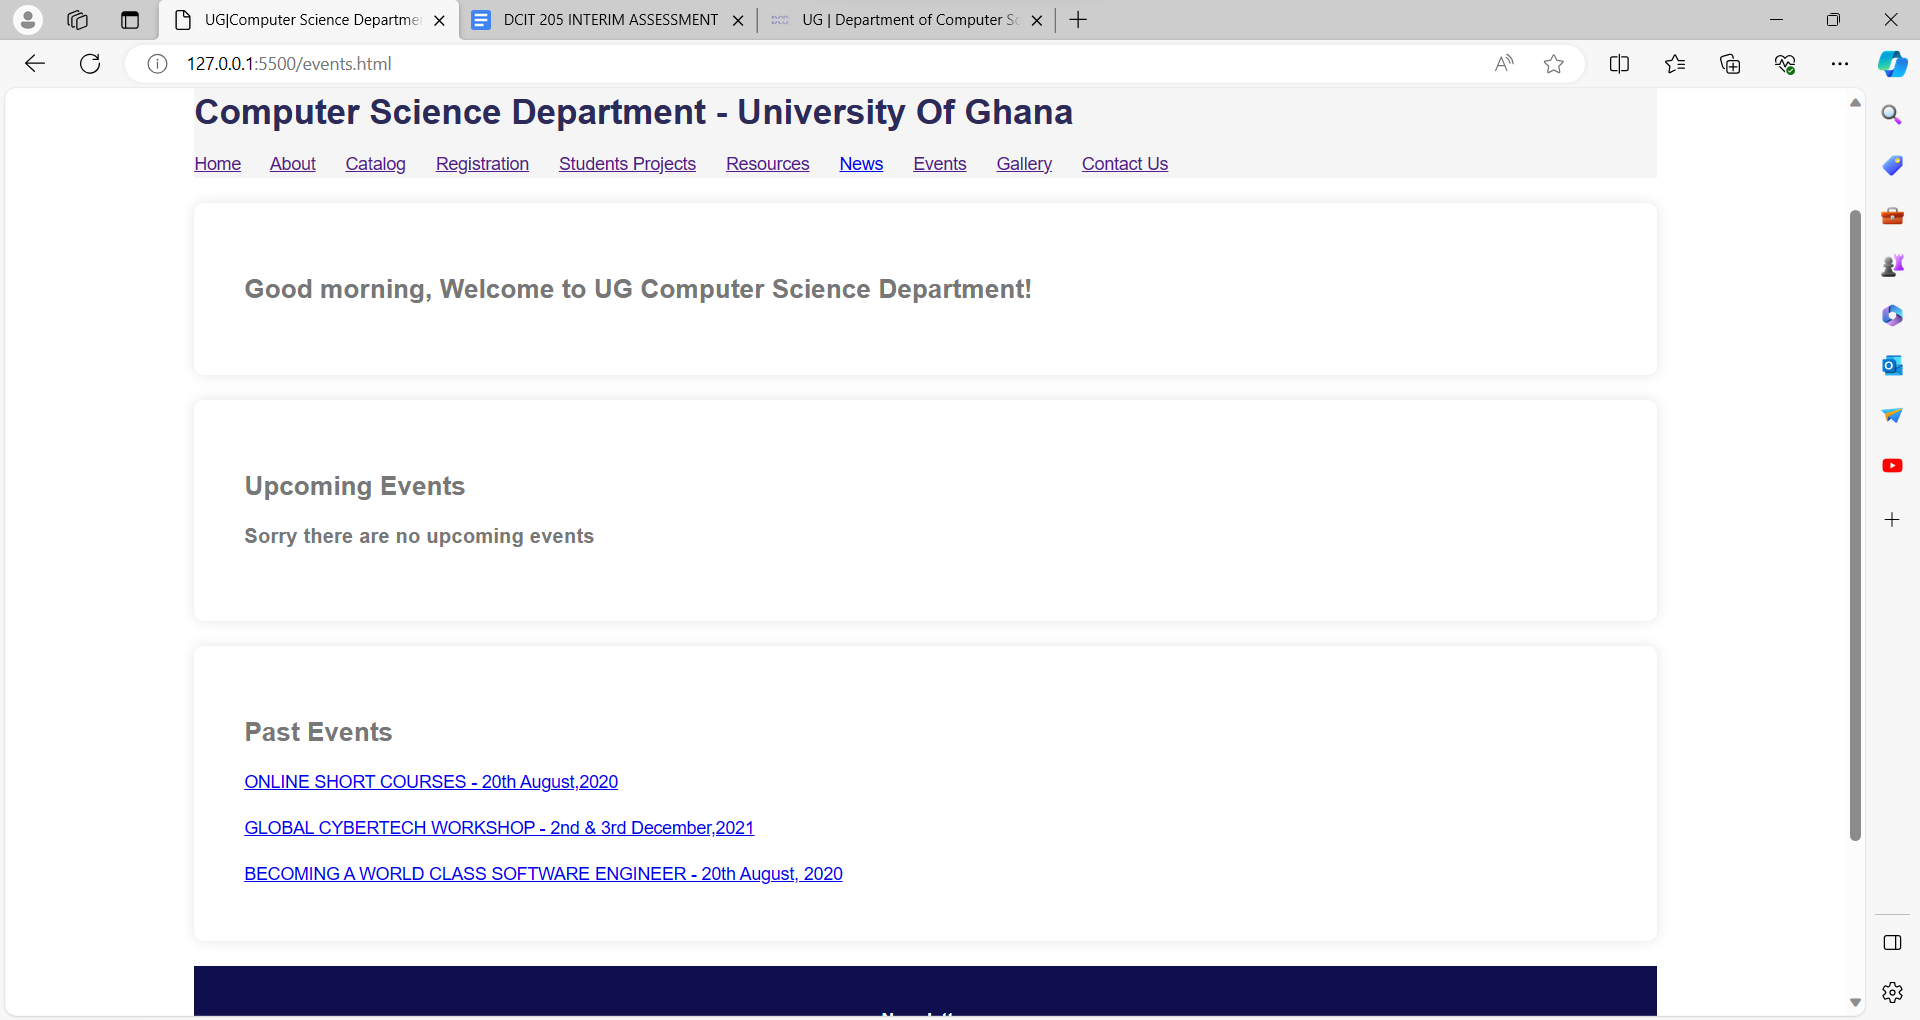 UG|Computer Science Departme
DCIT 205 INTERIM ASSESSMENT
UG | Department of Computer Sc
127.0.0.1:5500/events.html
Computer Science Department - University Of Ghana
Home About Catalog Registration Students Projects Resources News Events Gallery Contact Us
Good morning, Welcome to UG Computer Science Department!
Upcoming Events
Sorry there are no upcoming events
Past Events
ONLINE SHORT COURSES - 20th August,2020
GLOBAL CYBERTECH WORKSHOP - 2nd & 3rd December,2021
BECOMING A WORLD CLASS SOFTWARE ENGINEER - 20th August, 2020